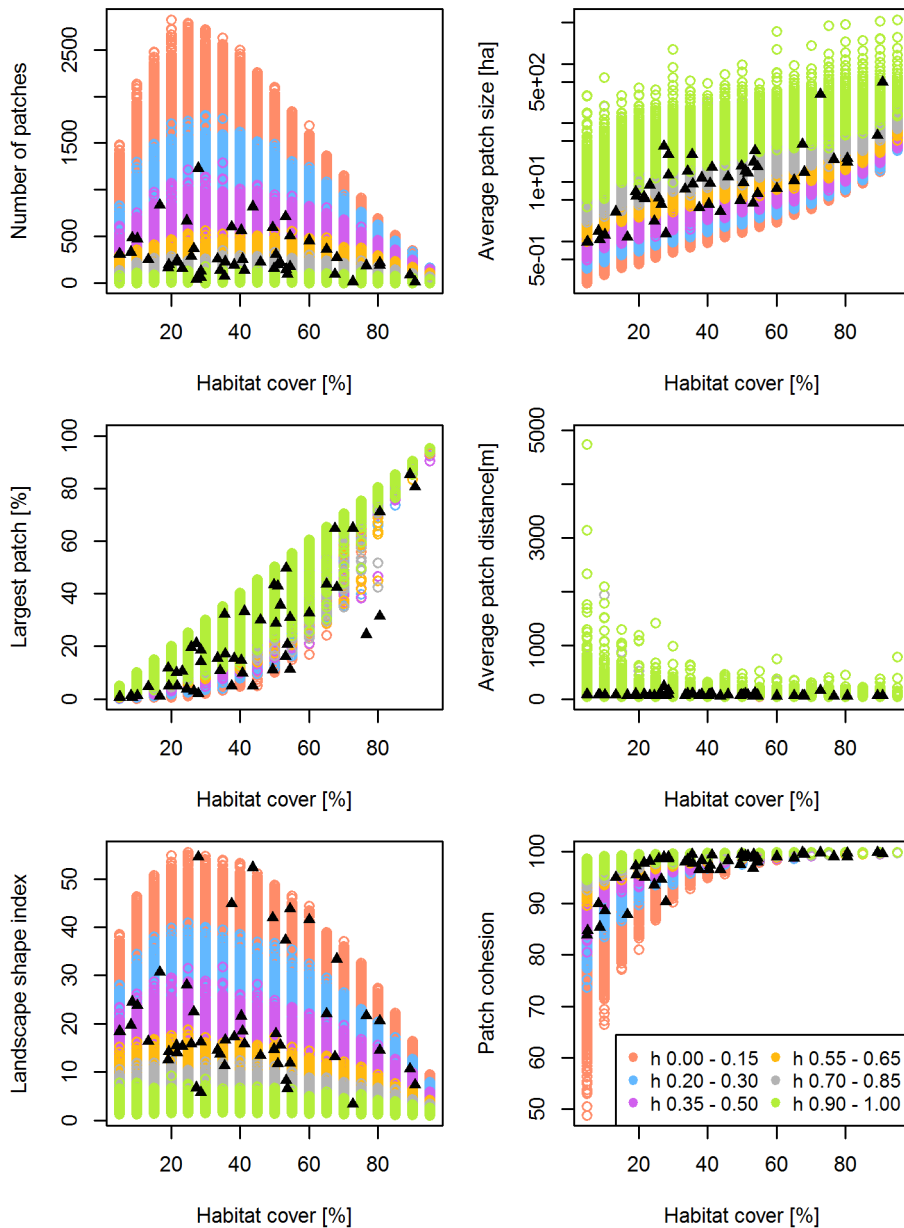 Number of patches
2500
1500
500
0
20 40 60 80
Habitat cover [%]
Average patch size [ha]
5e+02
1e+01
5e-01
20 40 60 80
Habitat cover [%]
Largest patch [%]
100
80
60
40
20
0
20 40 60 80
Habitat cover [%]
Average patch distance[m]
5000
3000
1000
0
20 40 60 80
Habitat cover [%]
Landscape shape index
50
40
30
20
10
0
20 40 60 80
Habitat cover [%]
Patch cohesion
100
90
80
70
60
50
20 40 60 80
Habitat cover [%]
h 0.00 - 0.15
h 0.20 - 0.30
h 0.35 - 0.50
h 0.55 - 0.65
h 0.70 - 0.85
h 0.90 - 1.00